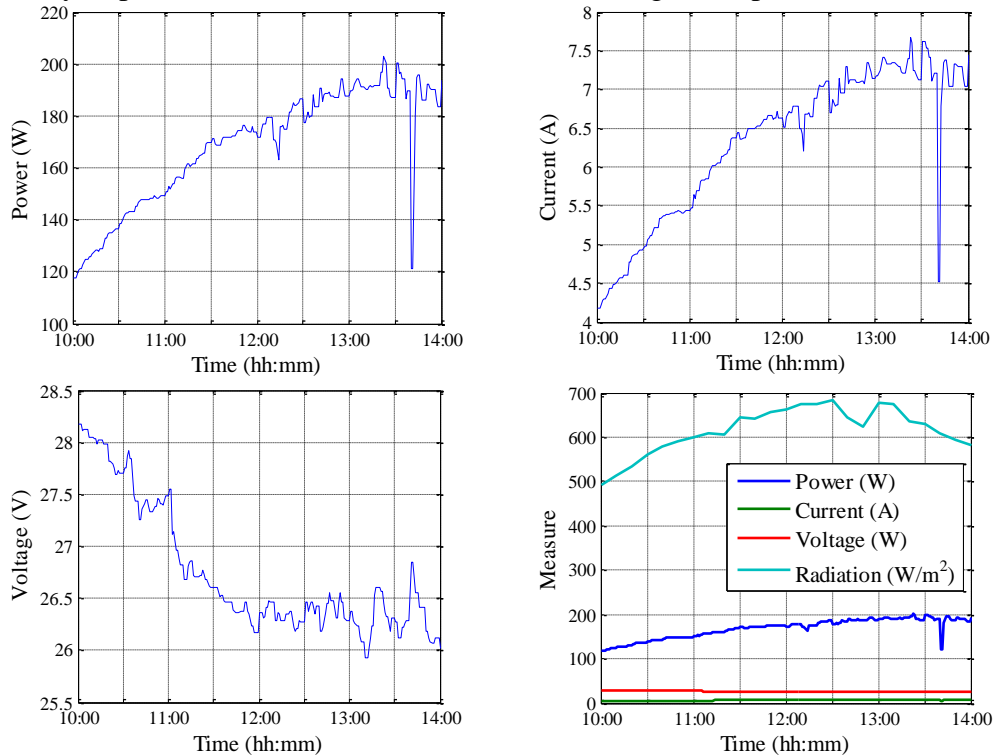 220
200
180
160
140
120
100
Power (W)
10:00 11:00 12:00 13:00 14:00
Time (hh:mm)
8
7.5
7
6.5
6
5.5
5
4.5
4
Current (A)
10:00 11:00 12:00 13:00 14:00
Time (hh:mm)
28.5
28
27.5
27
26.5
26
25.5
Voltage (V)
10:00 11:00 12:00 13:00 14:00
Time (hh:mm)
700
600
500
400
300
200
100
0
Measure
Power (W)
Current (A)
Voltage (W)
Radiation (W/m²)
10:00 11:00 12:00 13:00 14:00
Time (hh:mm)